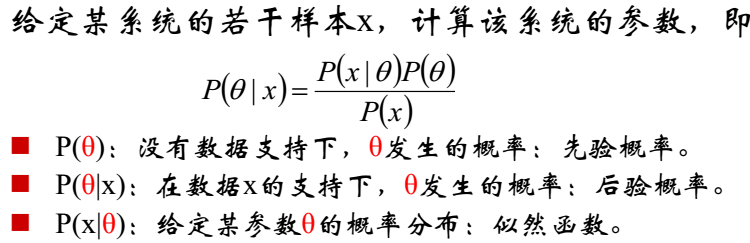 给定某系统的若干样本x，计算该系统的参数，即
P(θ|x)=P(x|θ)P(θ)/P(x)
■ P(θ)：没有数据支持下，θ发生的概率：先验概率。
■ P(θ|x)：在数据x的支持下，θ发生的概率：后验概率。
■ P(x|θ)：给定某参数θ的概率分布：似然函数。